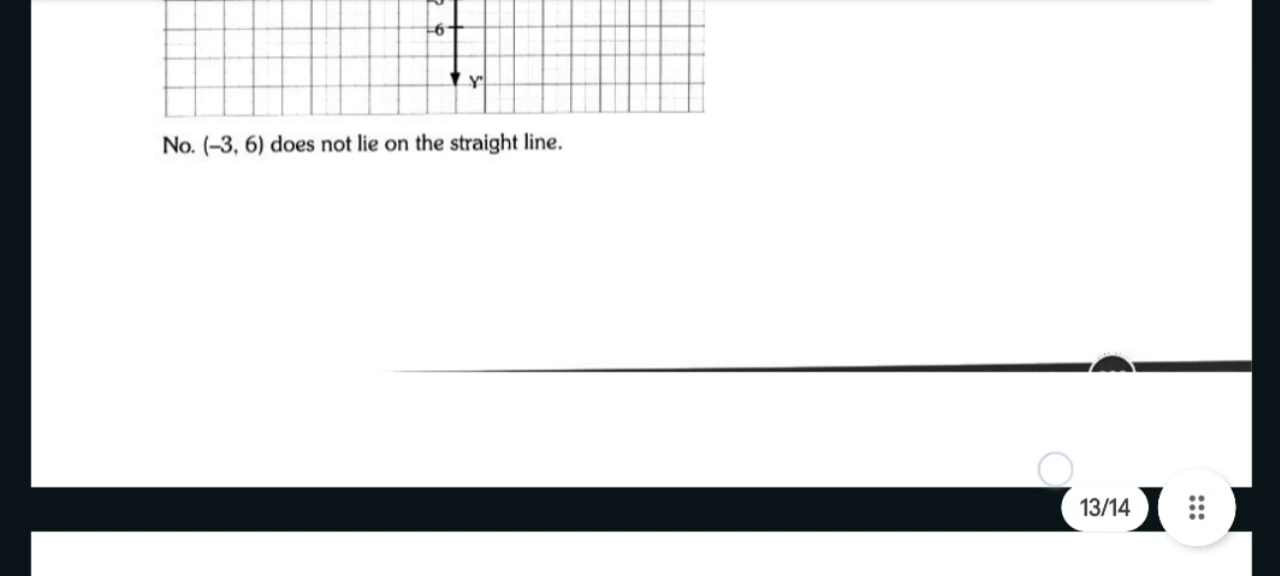 -6
Y'
No. (–3, 6) does not lie on the straight line.
13/14